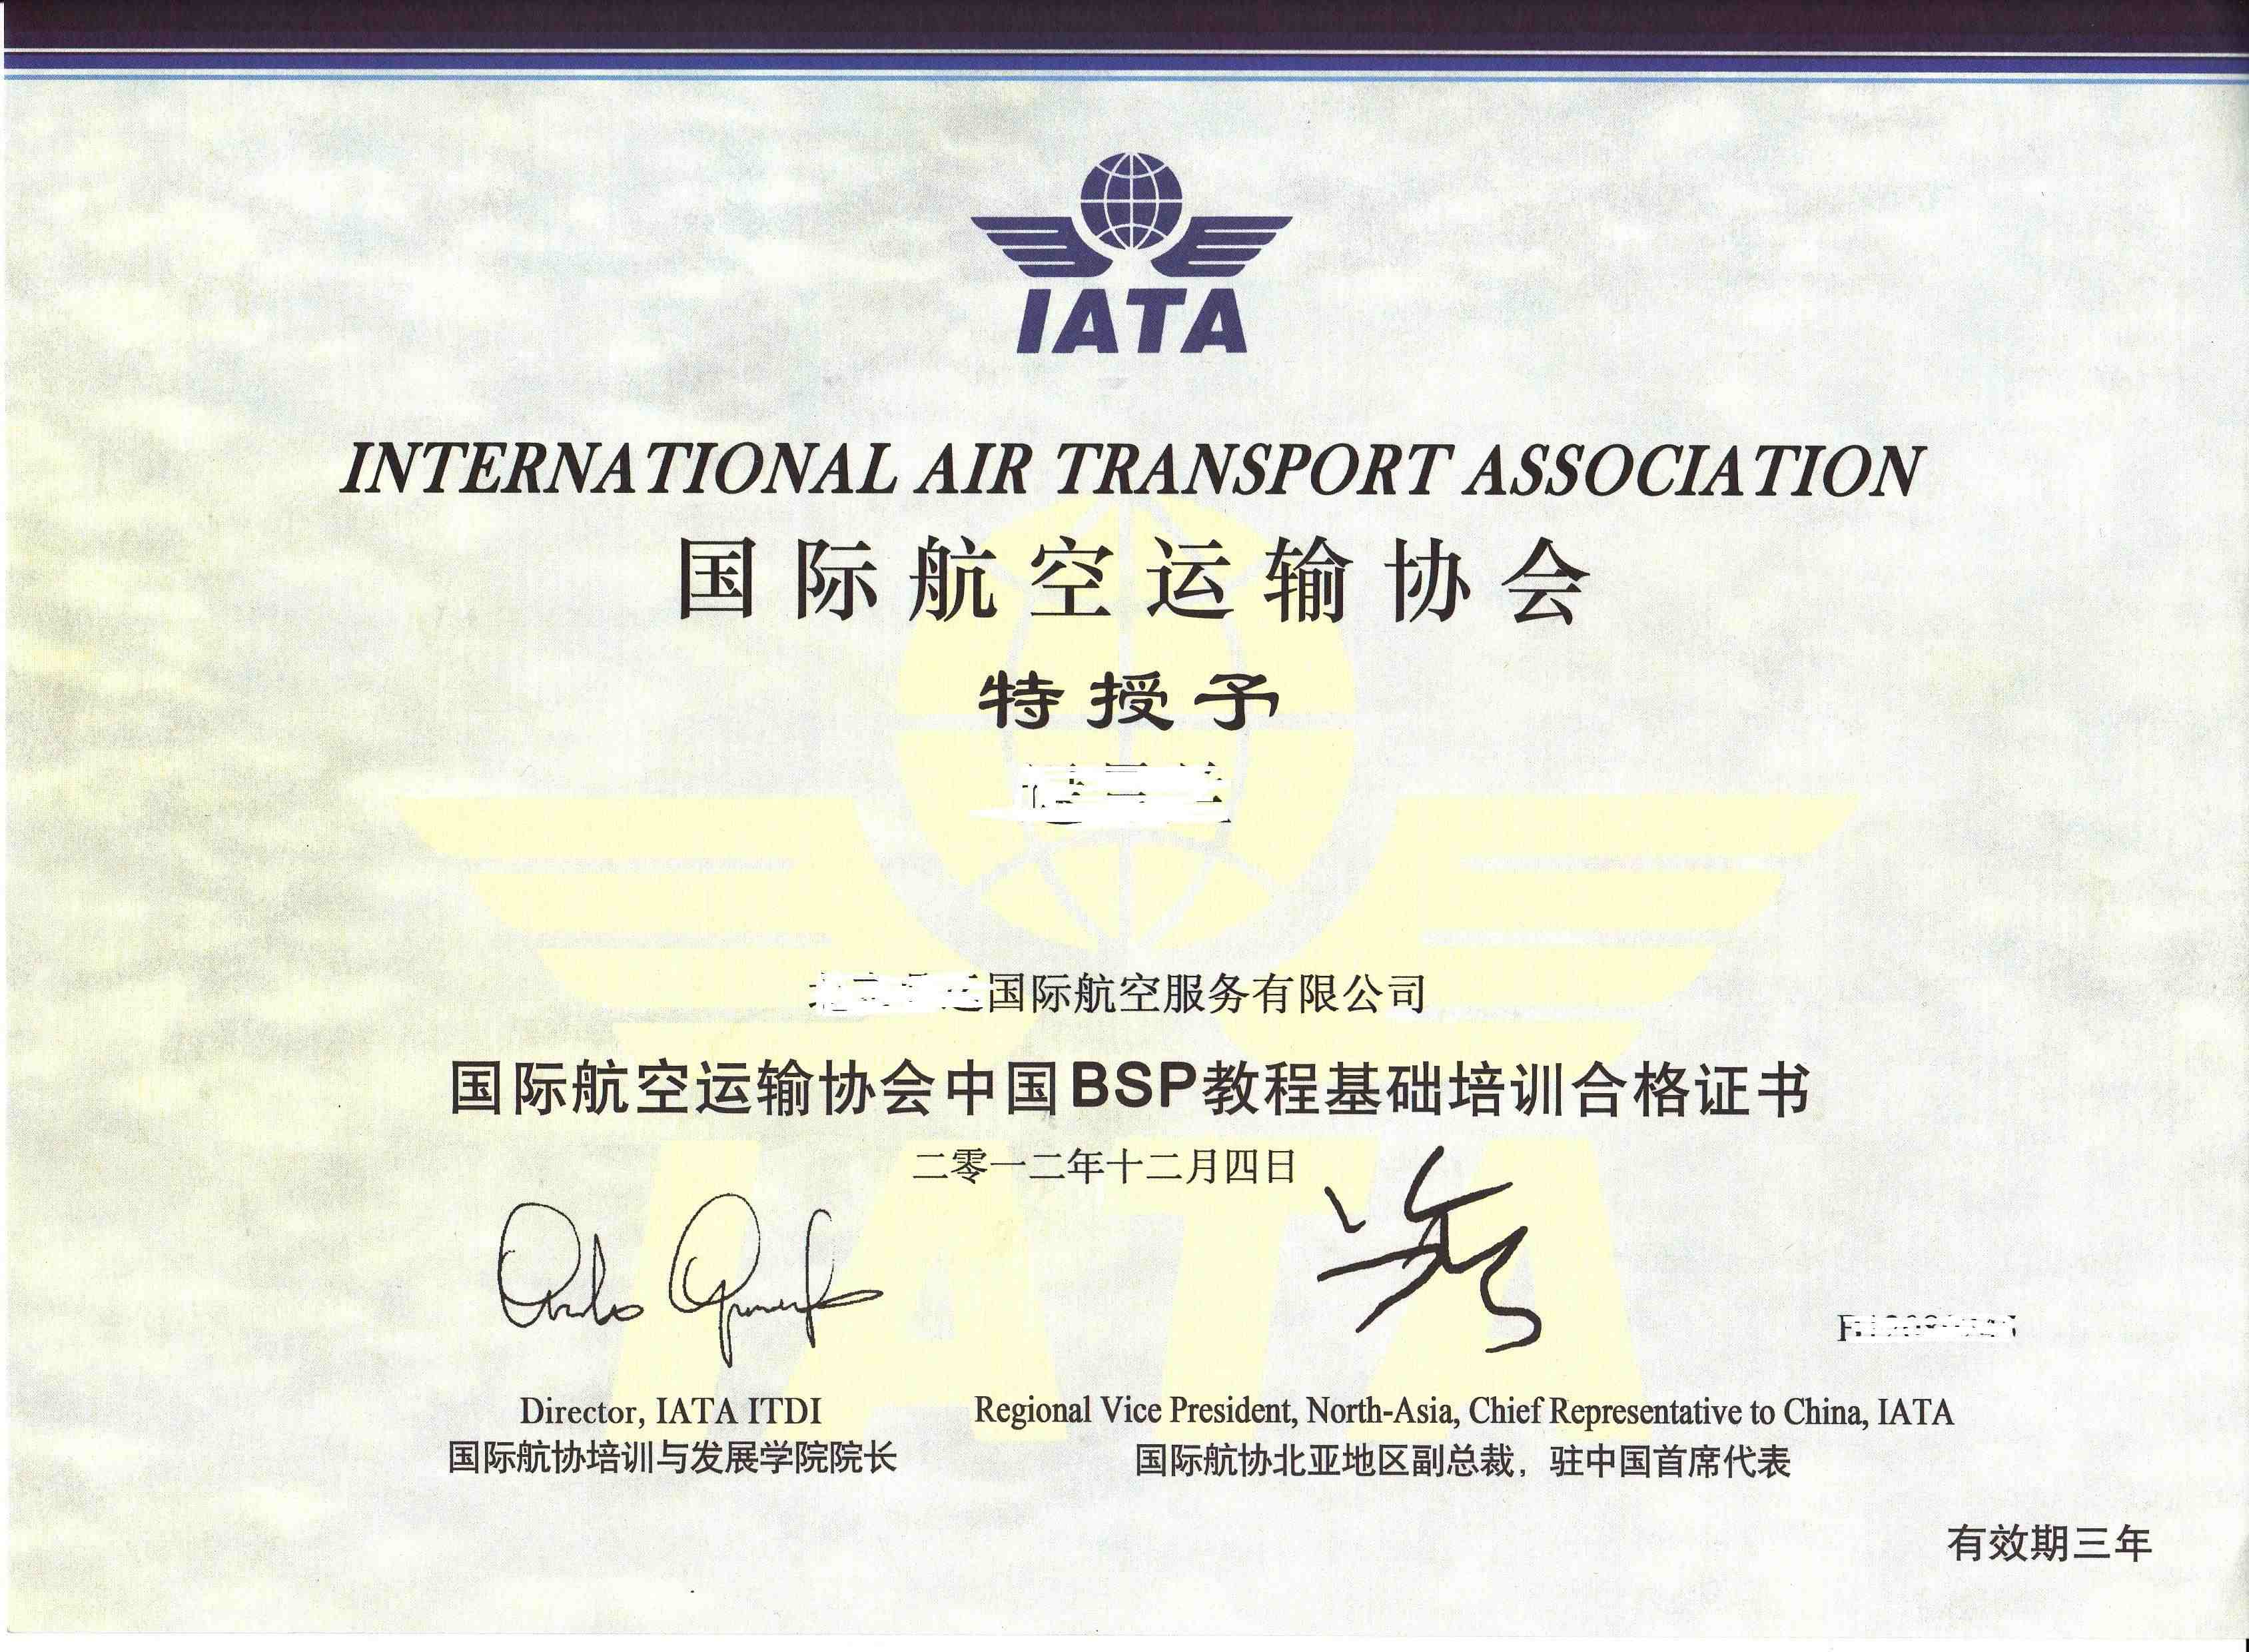 IATA
INTERNATIONAL AIR TRANSPORT ASSOCIATION
国际航空运输协会
特授予
国际航空服务有限公司
国际航空运输协会中国BSP教程基础培训合格证书
二零一二年十二月四日
Director, IATA ITDI
国际航协培训与发展学院院长
Regional Vice President, North-Asia, Chief Representative to China, IATA
国际航协北亚地区副总裁，驻中国首席代表
有效期三年